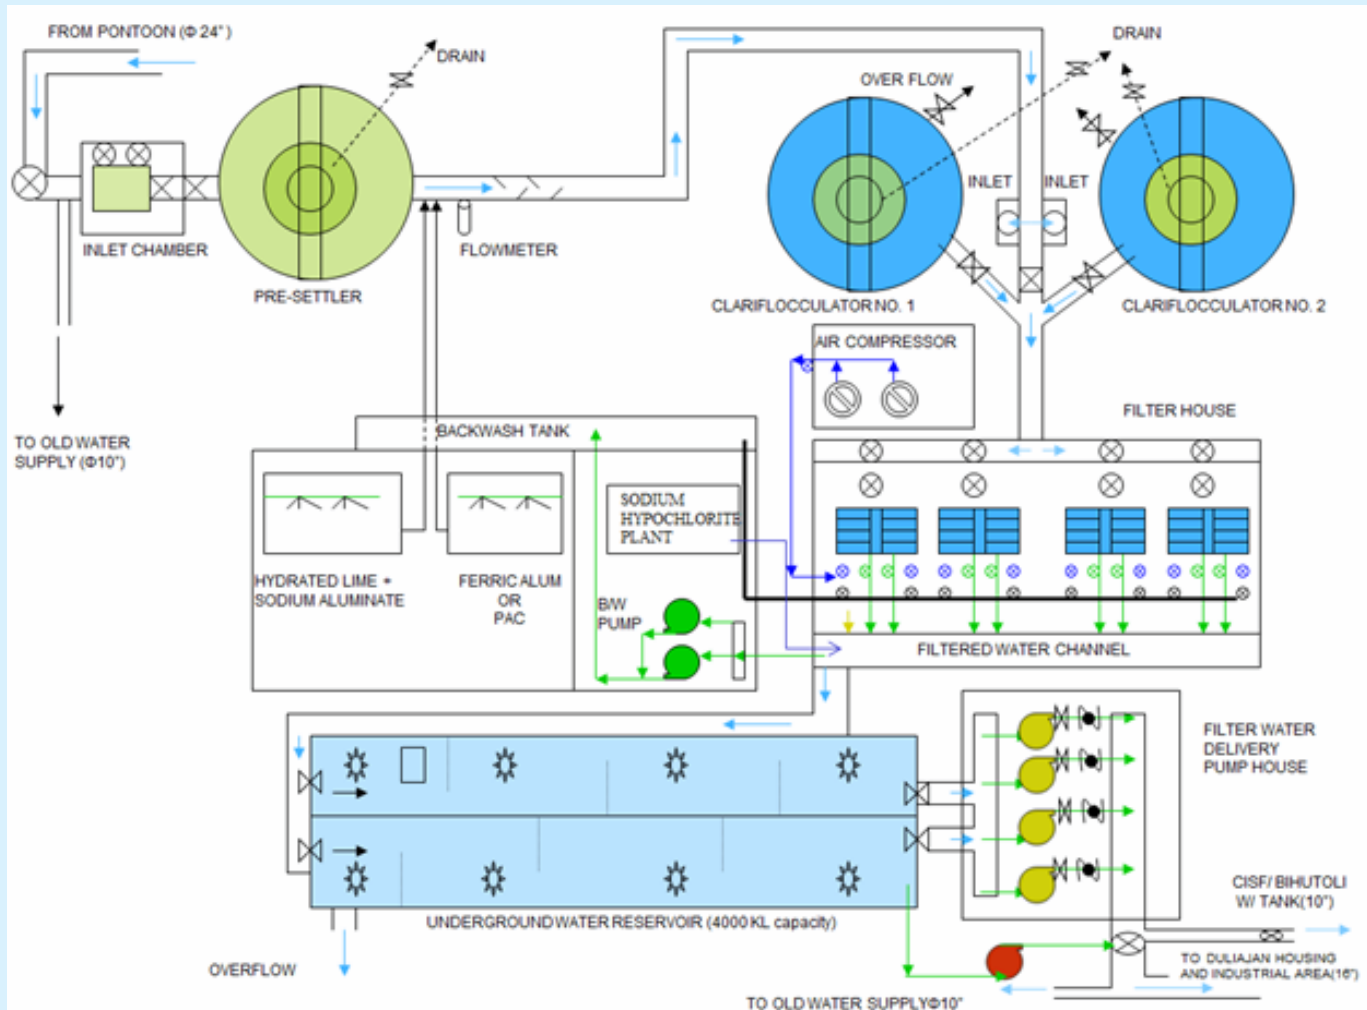 FROM PONTOON (Φ 24" )
DRAIN
DRAIN
OVER FLOW
INLET
INLET
INLET CHAMBER
FLOWMETER
PRE-SETTLER
CLARIFLOCCULATOR NO. 1
CLARIFLOCCULATOR NO. 2
AIR COMPRESSOR
FILTER HOUSE
TO OLD WATER
SUPPLY (Φ10")
BACKWASH TANK
SODIUM
HYPOCHLORITE
PLANT
HYDRATED LIME +
SODIUM ALUMINATE
FERRIC ALUM
OR
PAC
B/W
PUMP
FILTERED WATER CHANNEL
FILTER WATER
DELIVERY
PUMP HOUSE
CISF/ BIHUTOLI
W/ TANK(10")
UNDERGROUND WATER RESERVOIR (4000 KL capacity)
OVERFLOW
TO DULIAJAN HOUSING
AND INDUSTRIAL AREA(16")
TO OLD WATER SUPPLYΦ10"